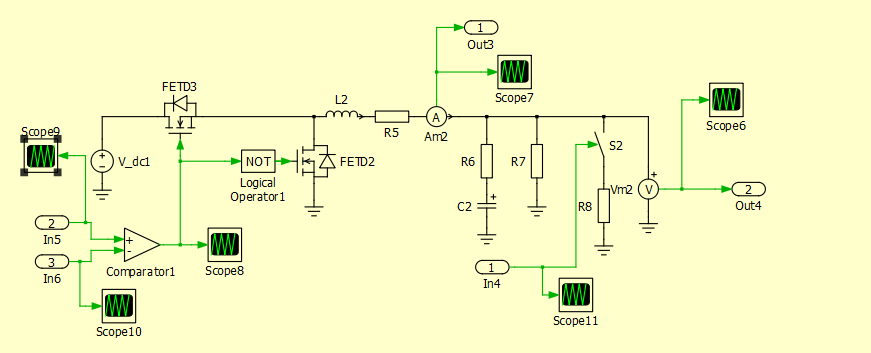 1
Out3
FETD3
Scope7
L2
A
R5
Am2
Scope6
Scope9
V_dc1
NOT
Logical
Operator1
FETD2
R6
R7
S2
C2
R8
Vm2
V
2
Out4
2
In5
3
In6
Comparator1
Scope8
1
In4
Scope10
Scope11